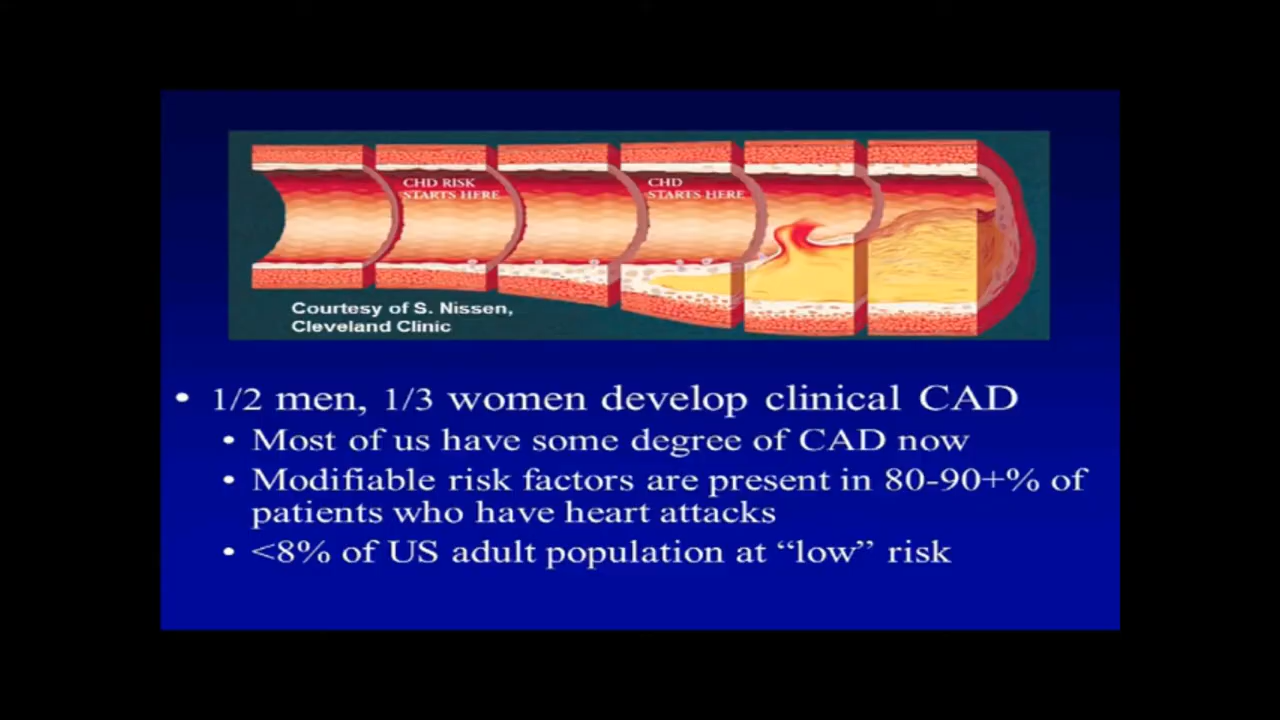 CHD RISK
STARTS HERE
CHD
STARTS HERE
Courtesy of S. Nissen,
Cleveland Clinic
• 1/2 men, 1/3 women develop clinical CAD
• Most of us have some degree of CAD now
• Modifiable risk factors are present in 80-90+% of
patients who have heart attacks
• <8% of US adult population at “low” risk